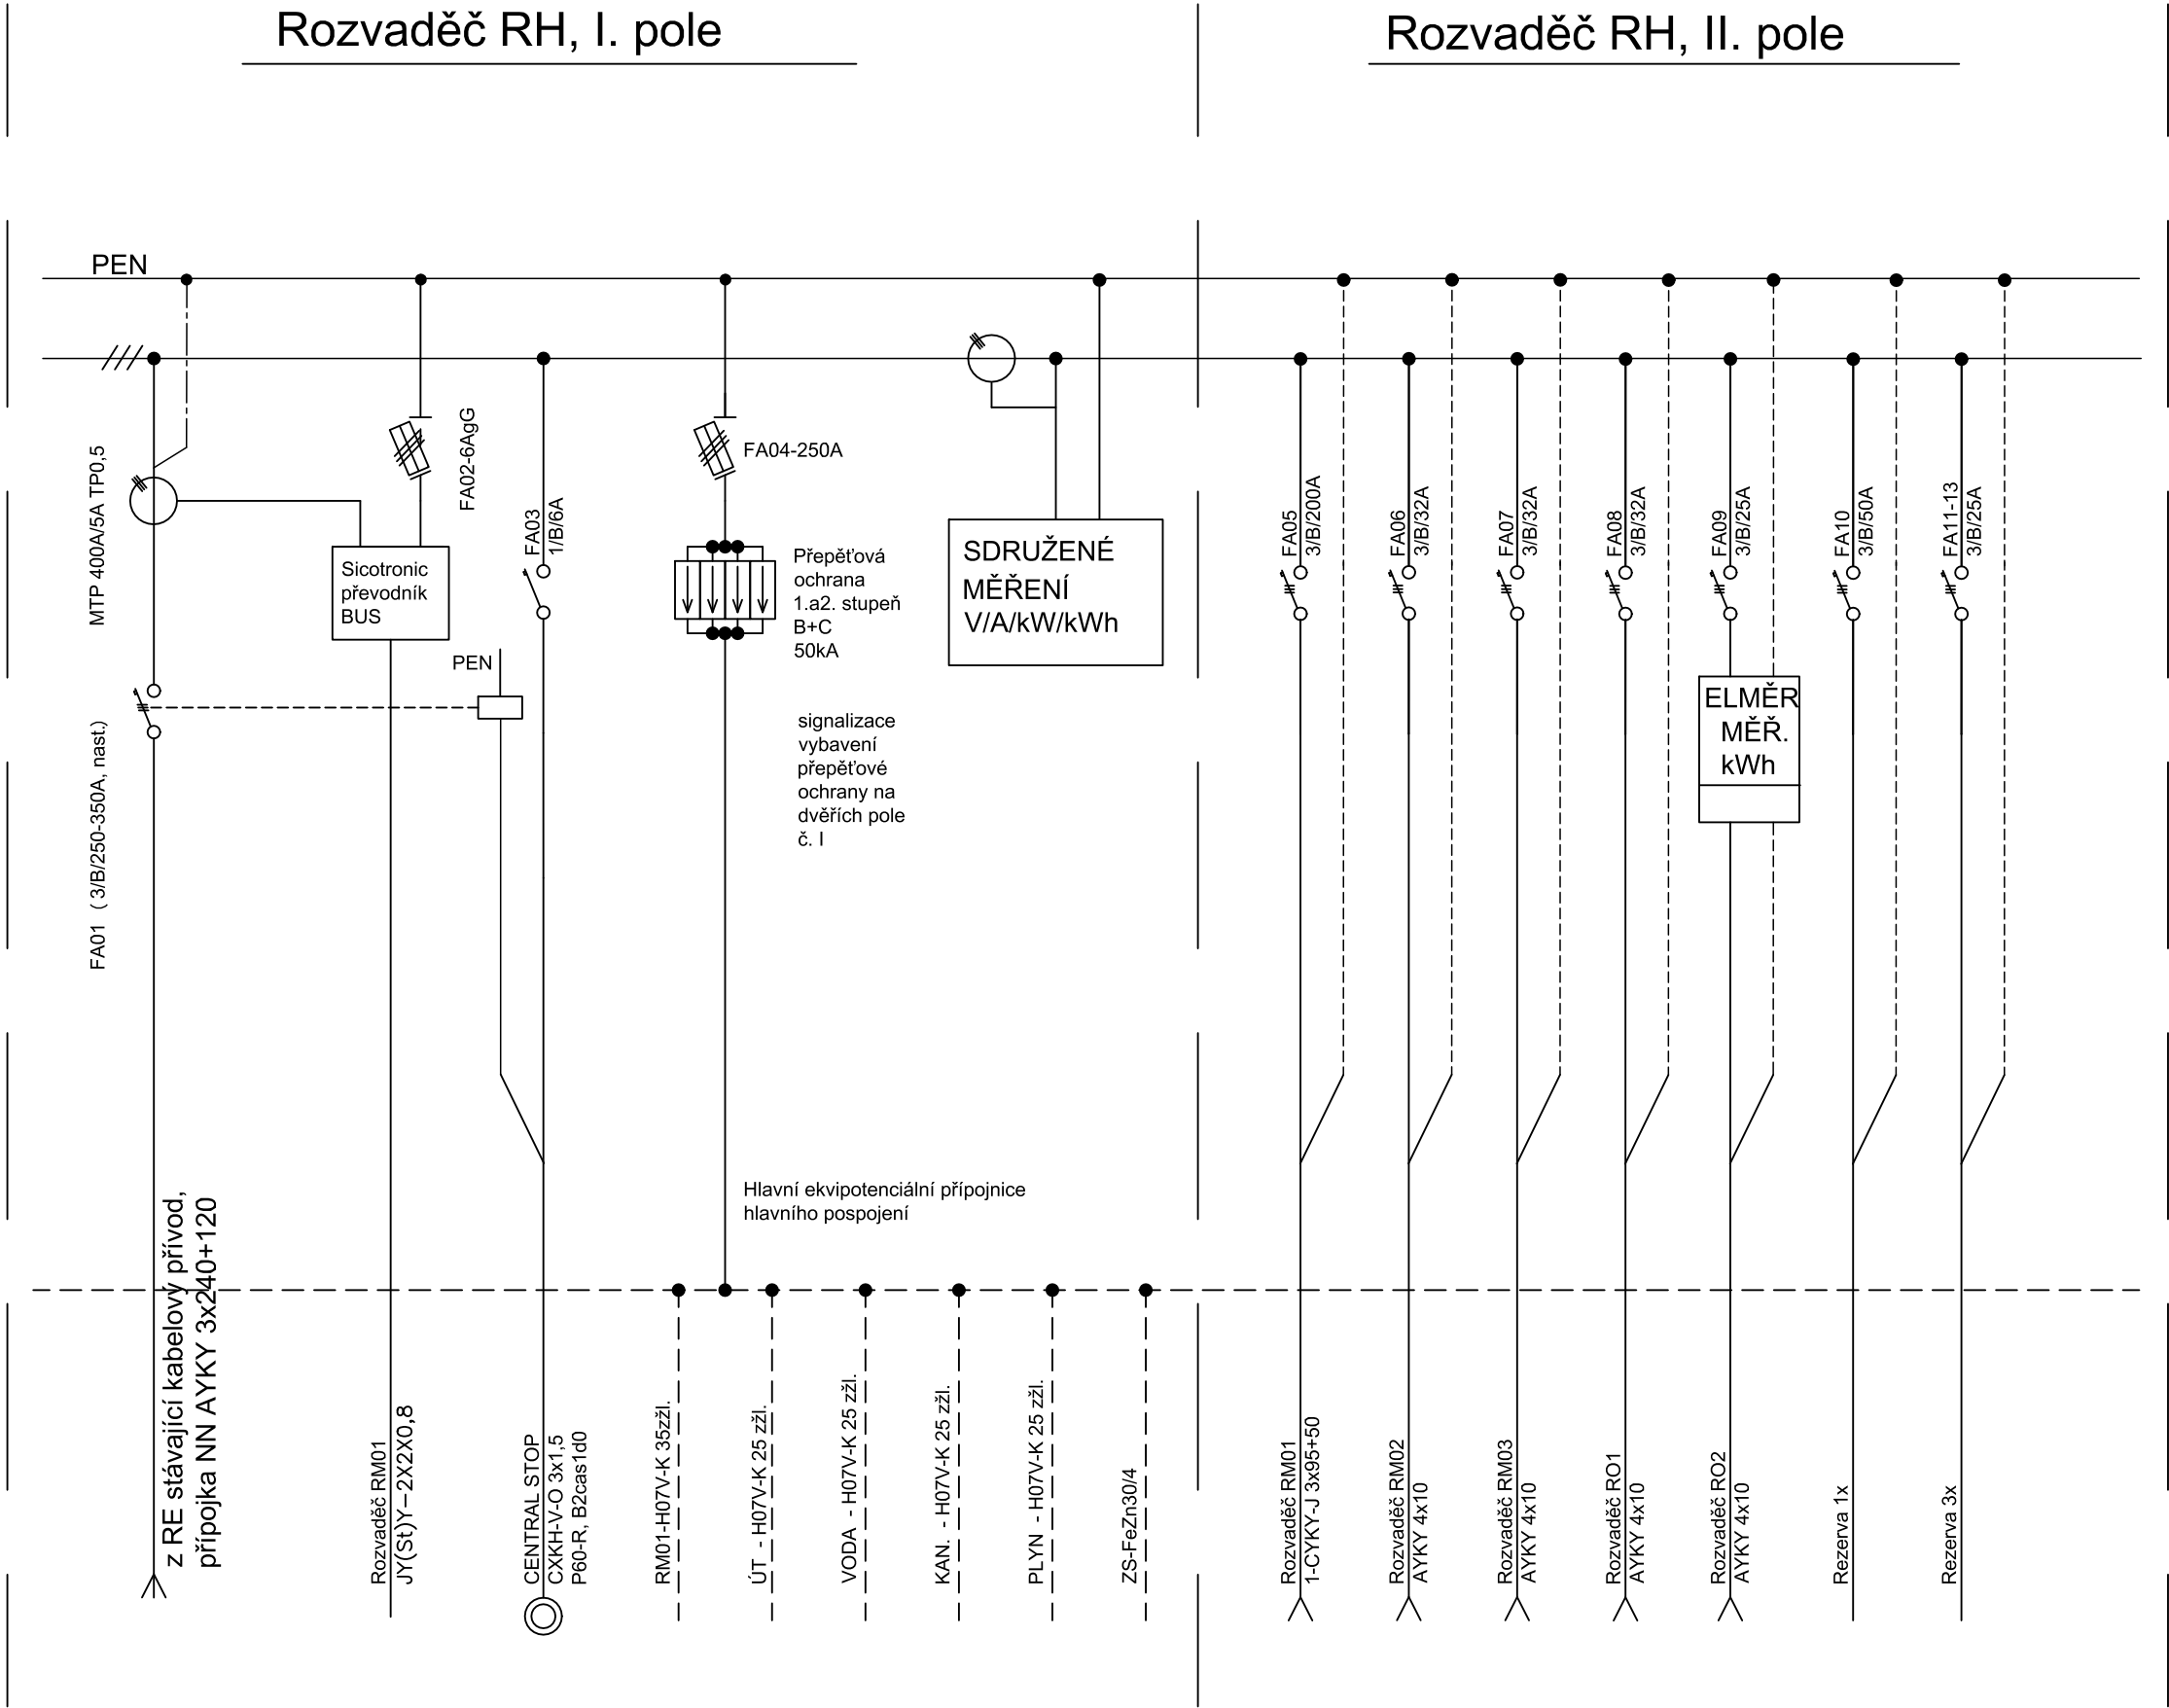 Rozvaděč RH, I. pole
Rozvaděč RH, II. pole
PEN
MTP 400A/5A TP0,5
FA01 ( 3/B/250-350A, nast.)
z RE stávající kabelový přívod,
přípojka NN AYKY 3x240+120
FA02-6AgG
Sicotronic
převodník
BUS
PEN
Rozvaděč RM01
JY(St)Y-2X2X0,8
FA03
1/B/6A
CENTRAL STOP
CXKH-V-O 3x1,5
P60-R, B2cas1d0
FA04-250A
Přepěťová
ochrana
1.a2. stupeň
B+C
50kA
signalizace
vybavení
přepěťové
ochrany na
dvěřích pole
č. I
Hlavní ekvipotenciální přípojnice
hlavního pospojení
RM01-H07V-K 35zžl.
ÚT - H07V-K 25 zžl.
VODA - H07V-K 25 zžl.
KAN. - H07V-K 25 zžl.
PLYN - H07V-K 25 zžl.
ZS-FeZn30/4
SDRUŽENÉ
MĚŘENÍ
V/A/kW/kWh
FA05
3/B/200A
Rozvaděč RM01
1-CYKY-J 3x95+50
FA06
3/B/32A
Rozvaděč RM02
AYKY 4x10
FA07
3/B/32A
Rozvaděč RM03
AYKY 4x10
FA08
3/B/32A
Rozvaděč RO1
AYKY 4x10
FA09
3/B/25A
ELMĚR
MĚŘ.
kWh
Rozvaděč RO2
AYKY 4x10
FA10
3/B/50A
Rezerva 1x
FA11-13
3/B/25A
Rezerva 3x